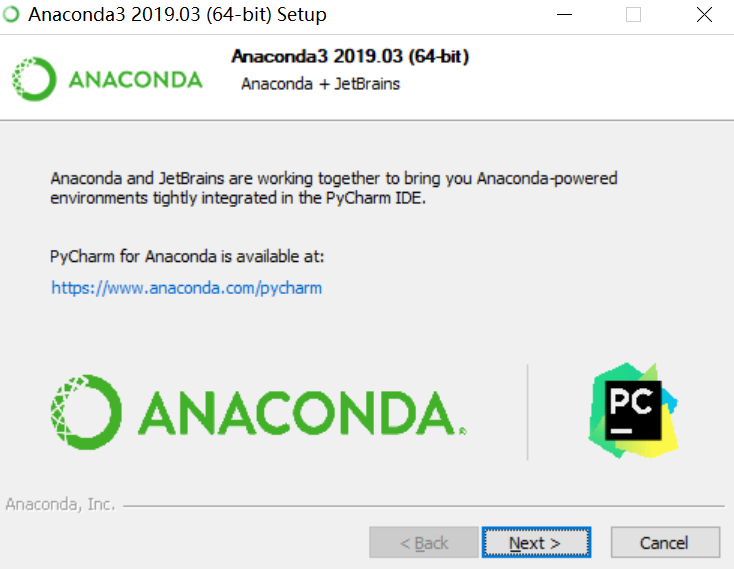 Anaconda3 2019.03 (64-bit) Setup
ANACONDA
Anaconda3 2019.03 (64-bit)
Anaconda + JetBrains
Anaconda and JetBrains are working together to bring you Anaconda-powered
environments tightly integrated in the PyCharm IDE.
PyCharm for Anaconda is available at:
https://www.anaconda.com/pycharm
ANACONDA®
PC
Anaconda, Inc.
< Back
Next >
Cancel